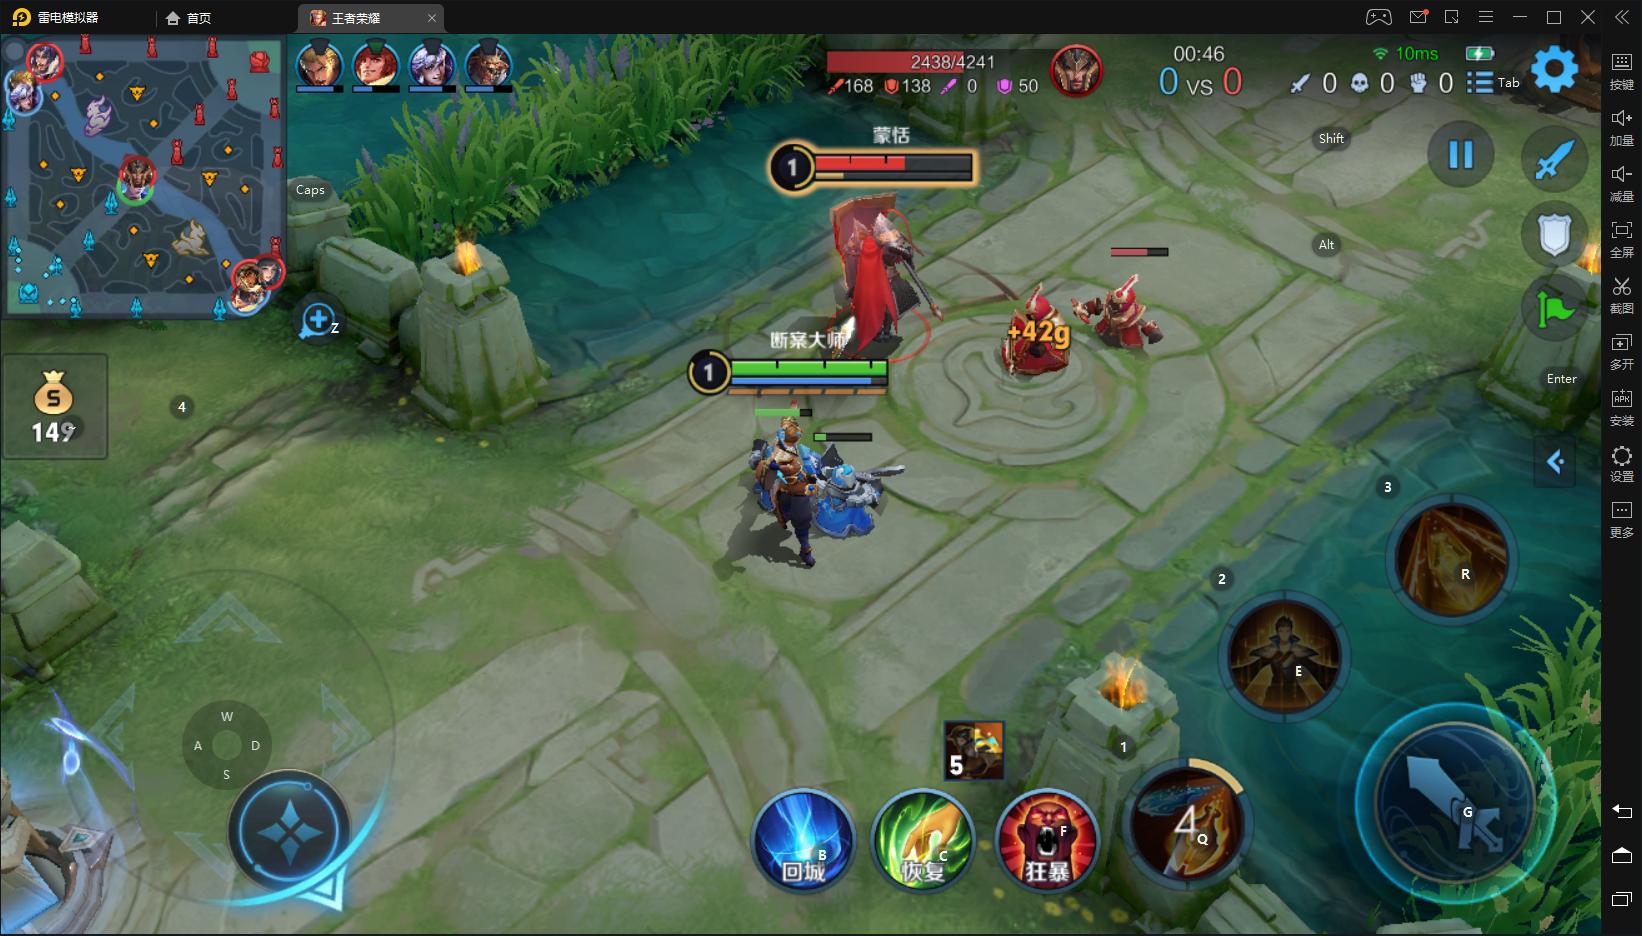 雷电模拟器
首页
王者荣耀
2438/4241
168 138 0 50
00:46
0 VS 0
10ms
0 0 0 Tab
按键
加量
减量
全屏
截图
多开
安装
设置
更多
APK
Shift
Alt
Enter
Caps
Z
蒙恬
1
断案大师
1
+42g
4
3
R
2
E
W
A D
S
5
1
4
Q
G
B
回城
C
恢复
F
狂暴